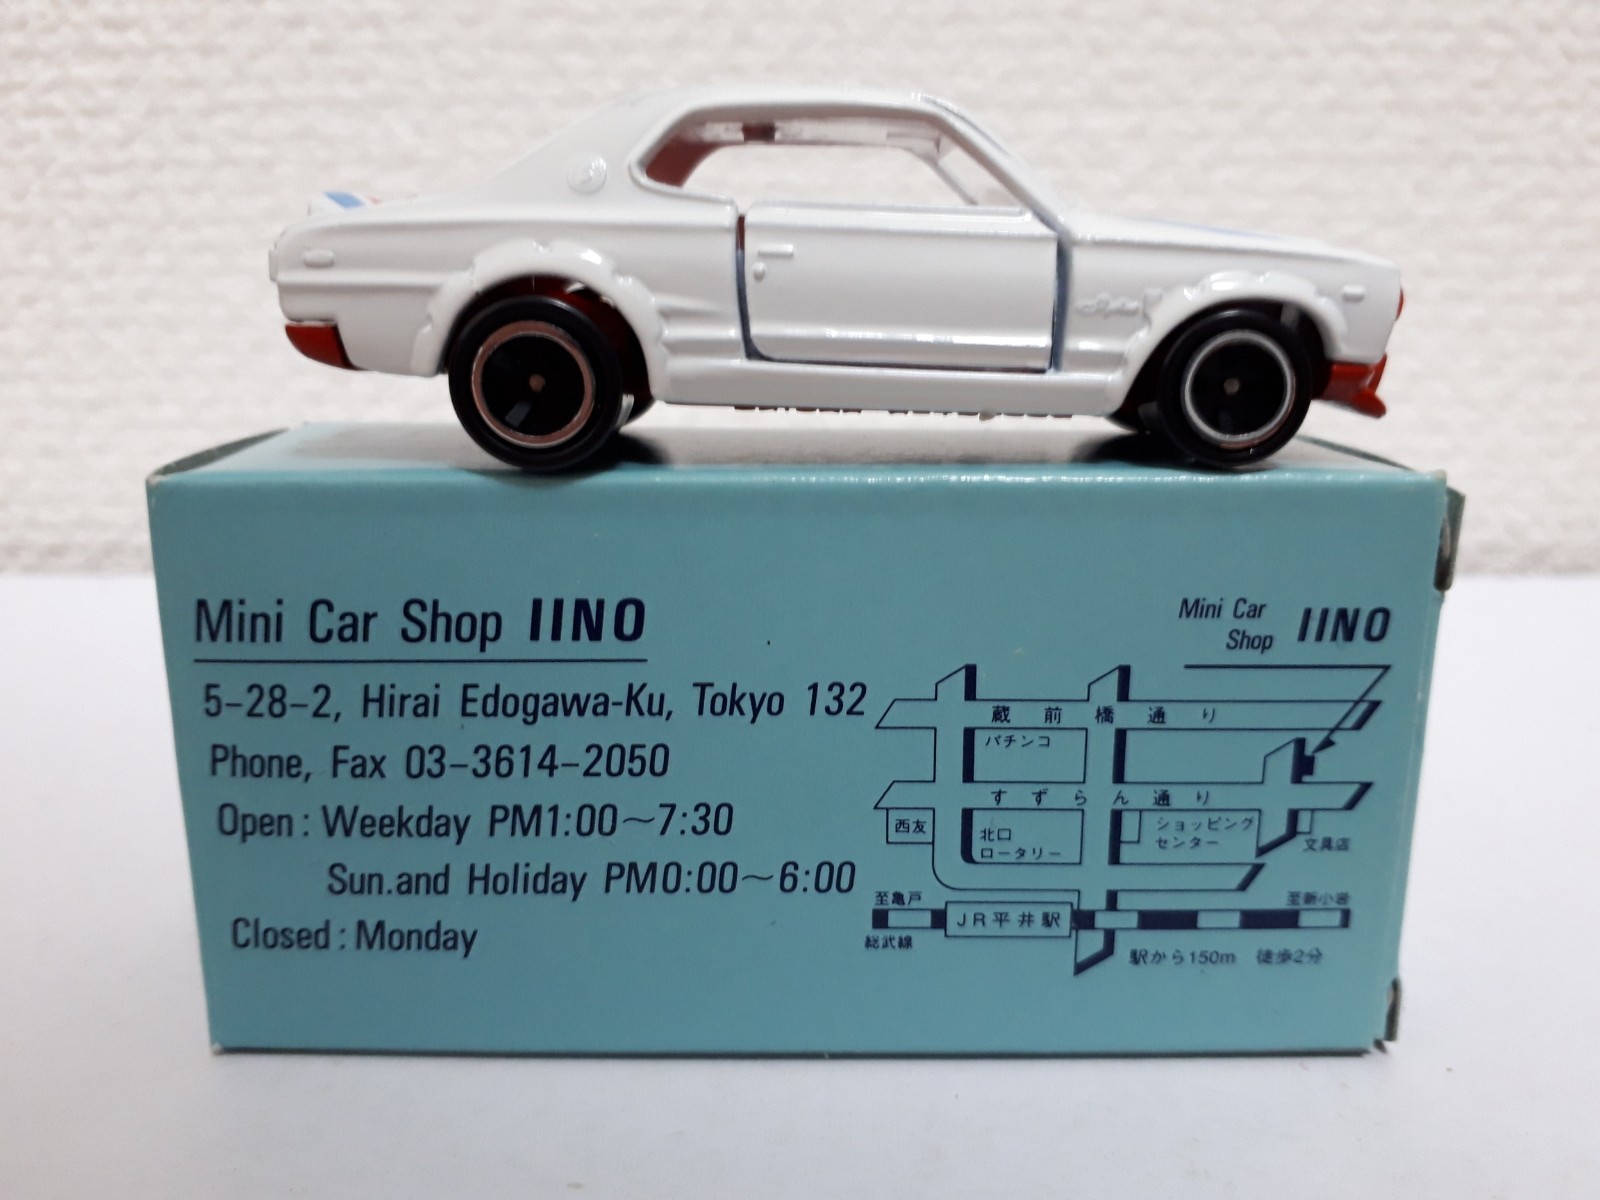 Skyline
Mini Car Shop IINO
5-28-2, Hirai Edogawa-Ku, Tokyo 132
Phone, Fax 03-3614-2050
Open: Weekday PM1:00~7:30
Sun.and Holiday PM0:00~6:00
Closed: Monday
Mini Car
Shop IINO
蔵前橋通り
パチンコ
すずらん通り
西友
北口
ロータリー
ショッピング
センター
文具店
至亀戸
至新小岩
JR平井駅
総武線
駅から150m 徒歩2分